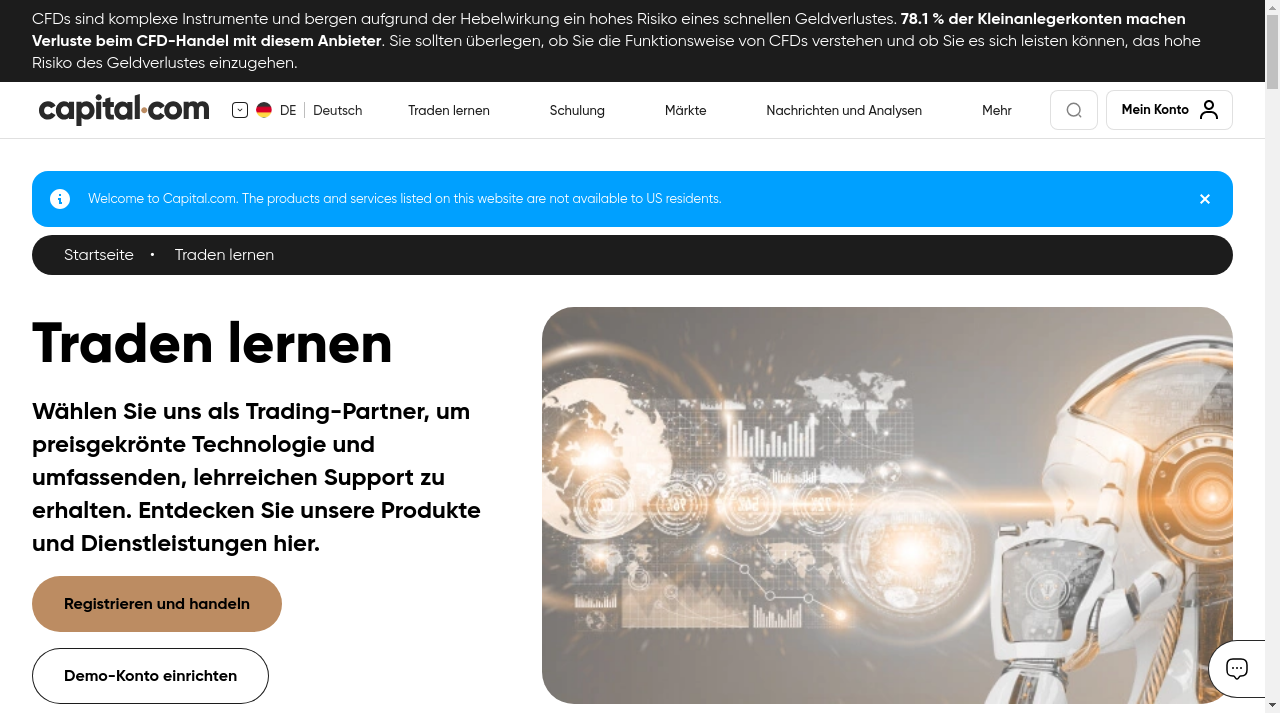 CFDs sind komplexe Instrumente und bergen aufgrund der Hebelwirkung ein hohes Risiko eines schnellen Geldverlustes. 78.1 % der Kleinanlegerkonten machen
Verluste beim CFD-Handel mit diesem Anbieter. Sie sollten überlegen, ob Sie die Funktionsweise von CFDs verstehen und ob Sie es sich leisten können, das hohe
Risiko des Geldverlustes einzugehen.
capital.com DE Deutsch Traden lernen Schulung Märkte Nachrichten und Analysen Mehr Mein Konto
Welcome to Capital.com. The products and services listed on this website are not available to US residents.
Startseite • Traden lernen
Traden lernen
Wählen Sie uns als Trading-Partner, um
preisgekrönte Technologie und
umfassenden, lehrreichen Support zu
erhalten. Entdecken Sie unsere Produkte
und Dienstleistungen hier.
Registrieren und handeln
Demo-Konto einrichten